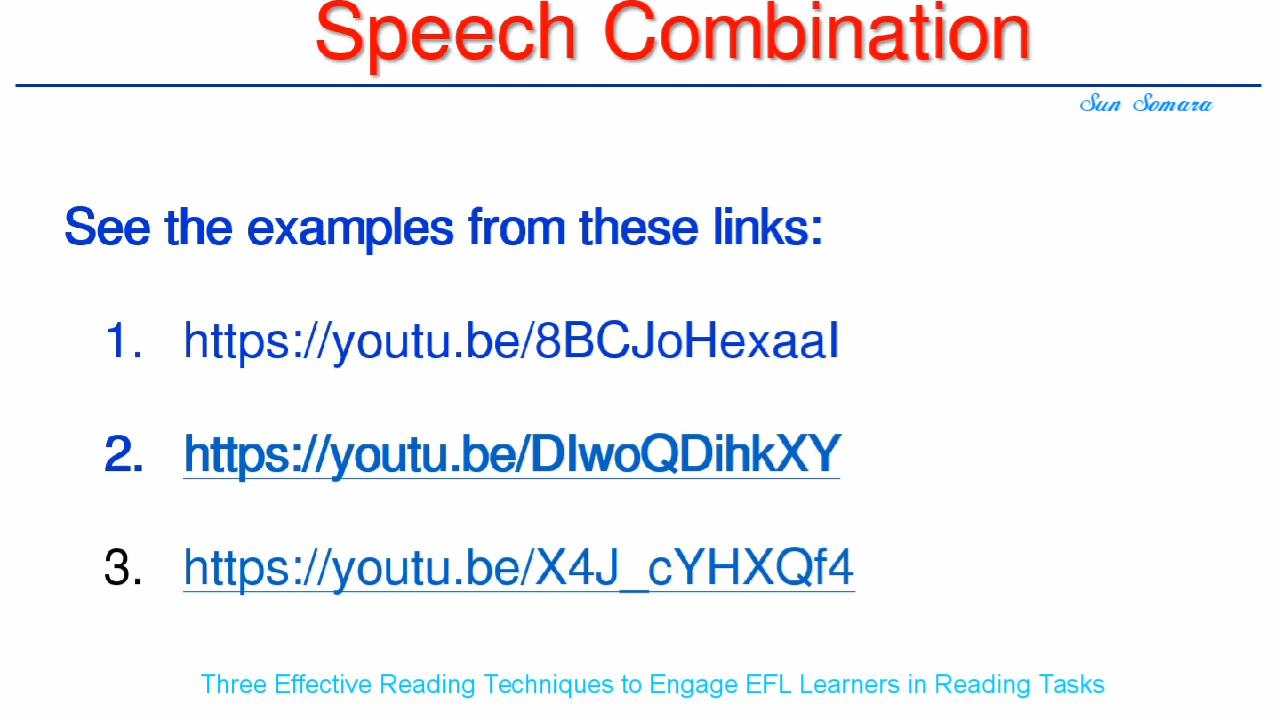 Speech Combination
Sun Somara
See the examples from these links:
1. https://youtu.be/8BCJoHexaaI
2. https://youtu.be/DIwoQDihkXY
3. https://youtu.be/X4J_cYHXQf4
Three Effective Reading Techniques to Engage EFL Learners in Reading Tasks